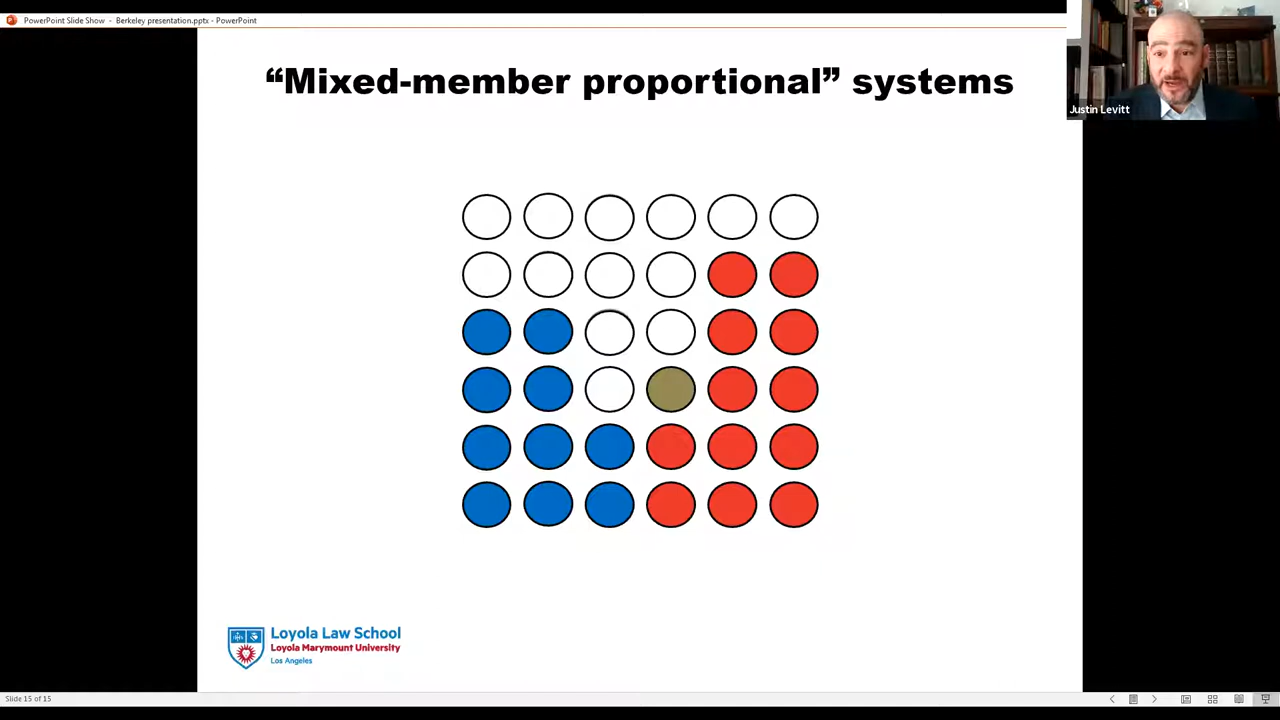 PowerPoint Slide Show - Berkeley presentation.pptx - PowerPoint
“Mixed-member proportional” systems
Justin Levitt
Loyola Law School
Loyola Marymount University
Los Angeles
Slide 15 of 15